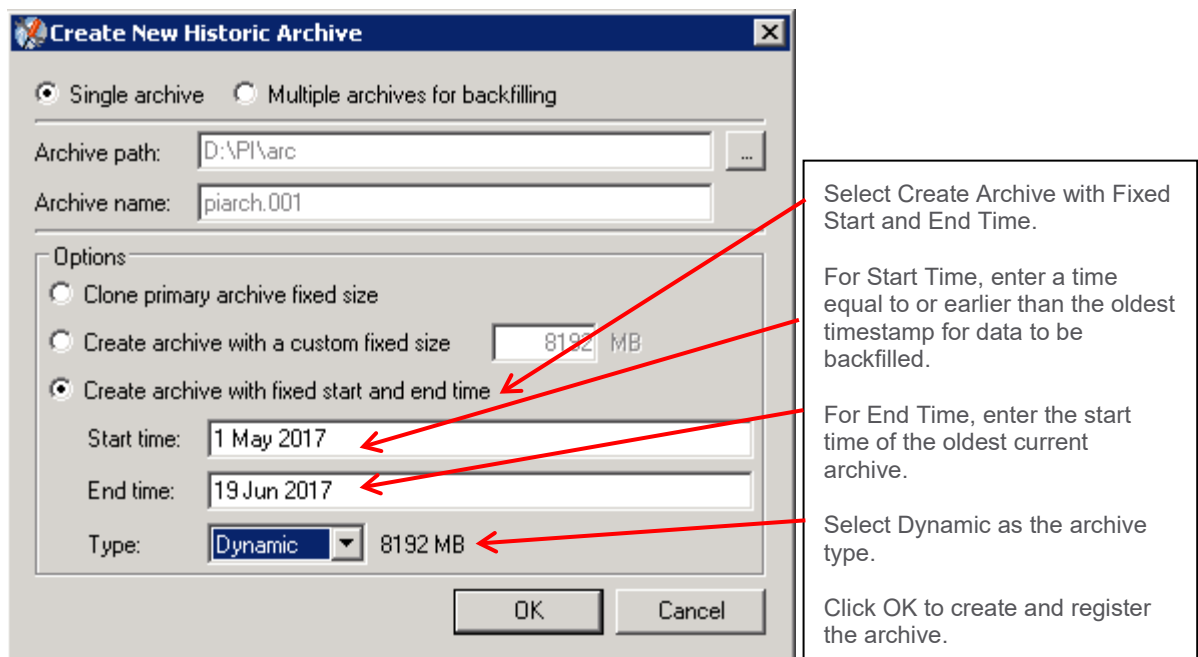 Create New Historic Archive
Single archive Multiple archives for backfilling
Archive path: D:\PI\arc ...
Archive name: piarch.001
Options
Clone primary archive fixed size
Create archive with a custom fixed size 8192 MB
Create archive with fixed start and end time
Start time: 1 May 2017
End time: 19 Jun 2017
Type: Dynamic 8192 MB
OK Cancel
Select Create Archive with Fixed
Start and End Time.
For Start Time, enter a time
equal to or earlier than the oldest
timestamp for data to be
backfilled.
For End Time, enter the start
time of the oldest current
archive.
Select Dynamic as the archive
type.
Click OK to create and register
the archive.